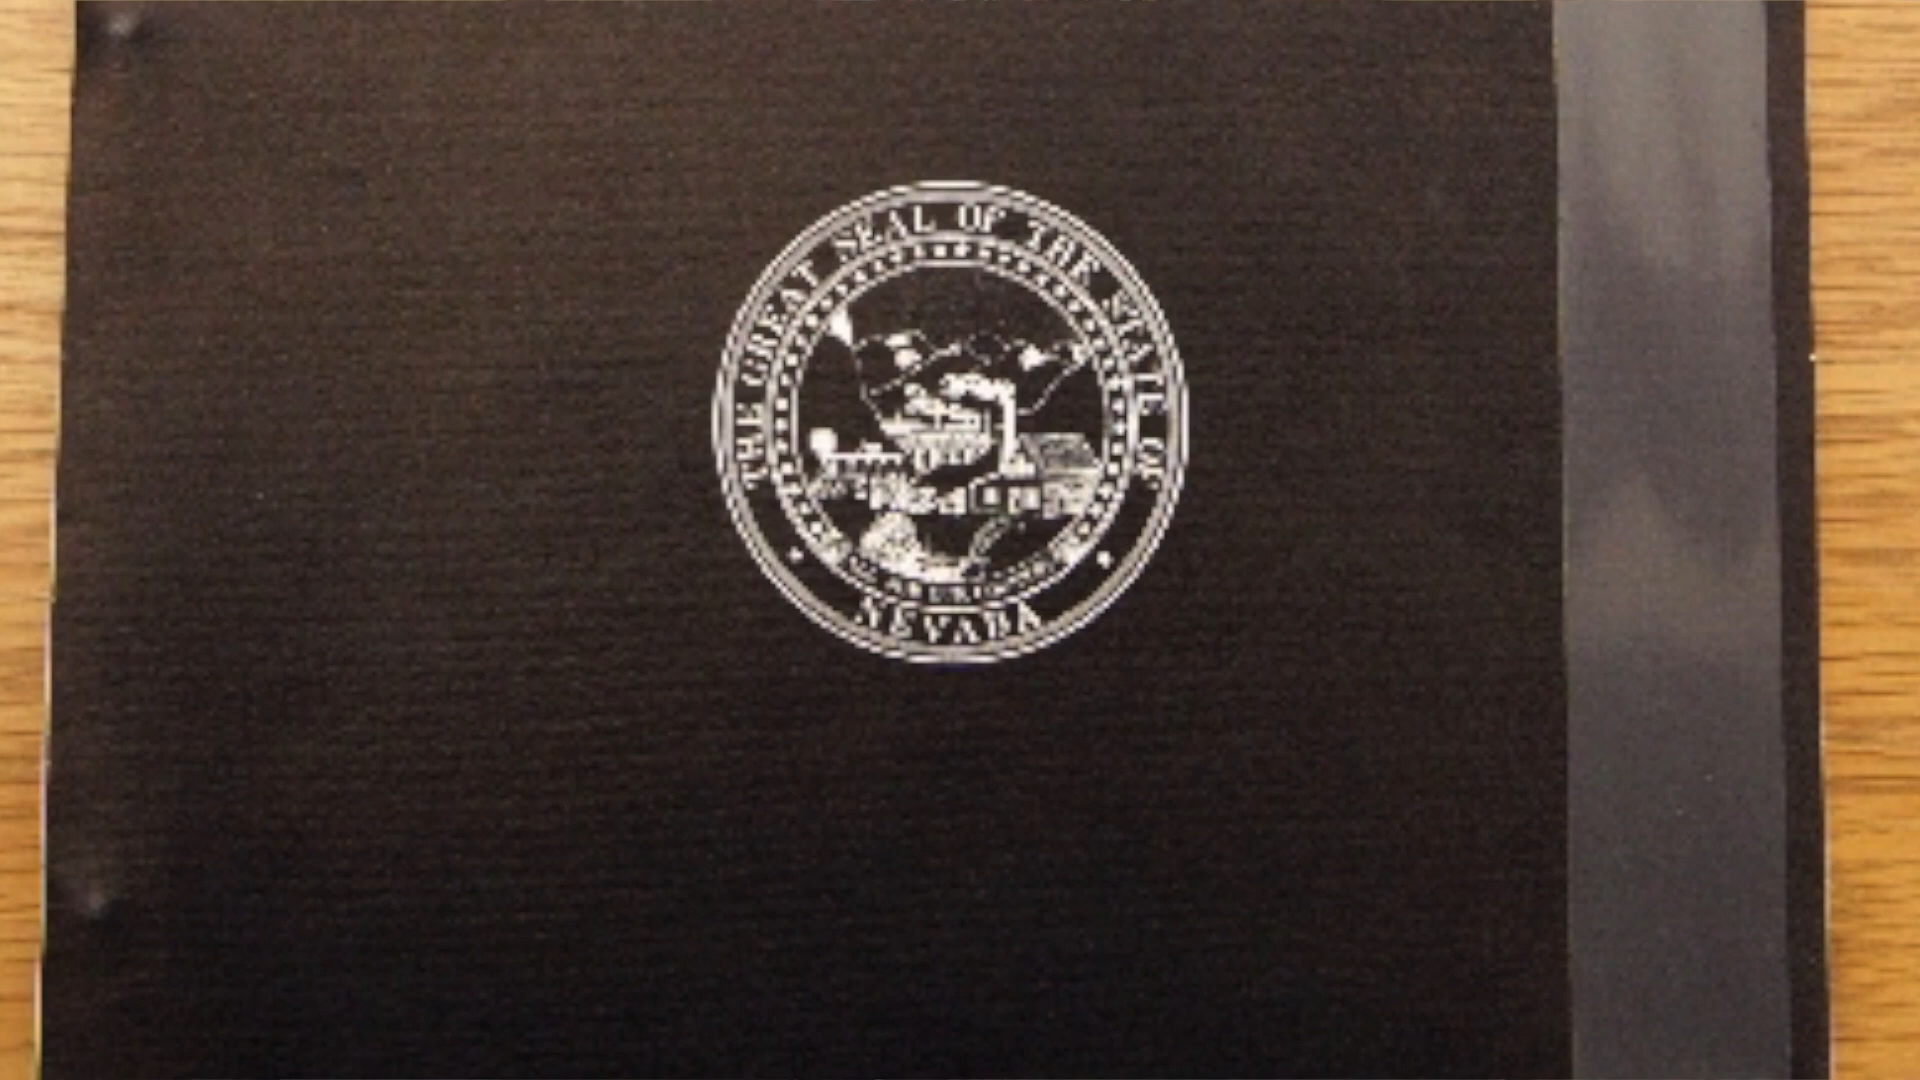 THE GREAT SEAL OF THE STATE OF
NEVADA